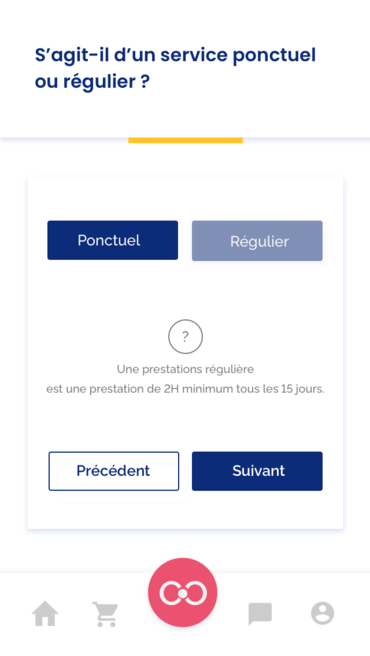 S’agit-il d’un service ponctuel
ou régulier ?
Ponctuel
Régulier
?
Une prestations régulière
est une prestation de 2H minimum tous les 15 jours.
Précédent
Suivant